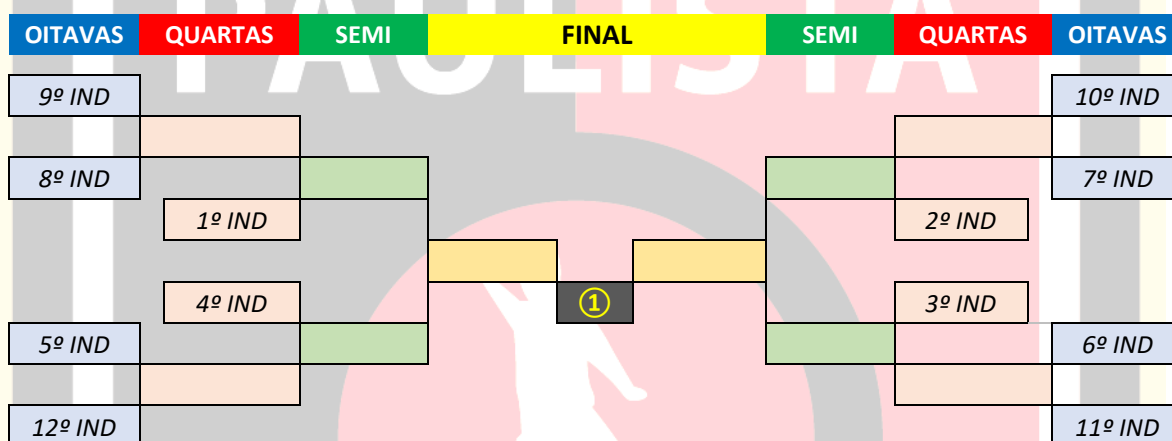 PAULISTA
OITAVAS QUARTAS SEMI FINAL SEMI QUARTAS OITAVAS
9º IND 10º IND
8º IND 7º IND
1º IND 2º IND
4º IND ① 3º IND
5º IND 6º IND
12º IND 11º IND